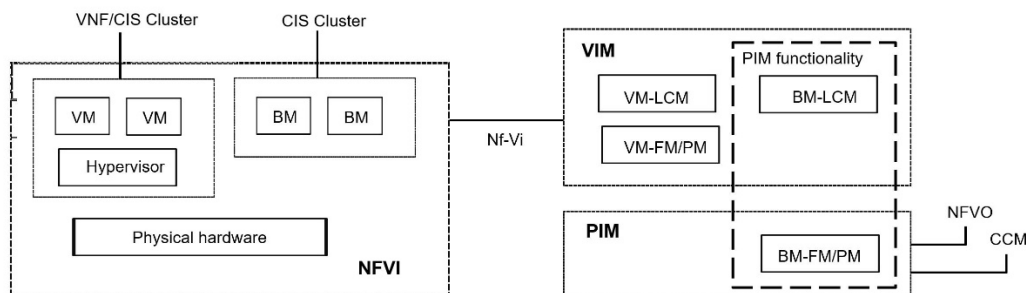 VNF/CIS Cluster
CIS Cluster
VM
VM
Hypervisor
BM
BM
Physical hardware
NFVI
Nf-Vi
VIM
PIM functionality
VM-LCM
BM-LCM
VM-FM/PM
PIM
BM-FM/PM
NFVO
CCM